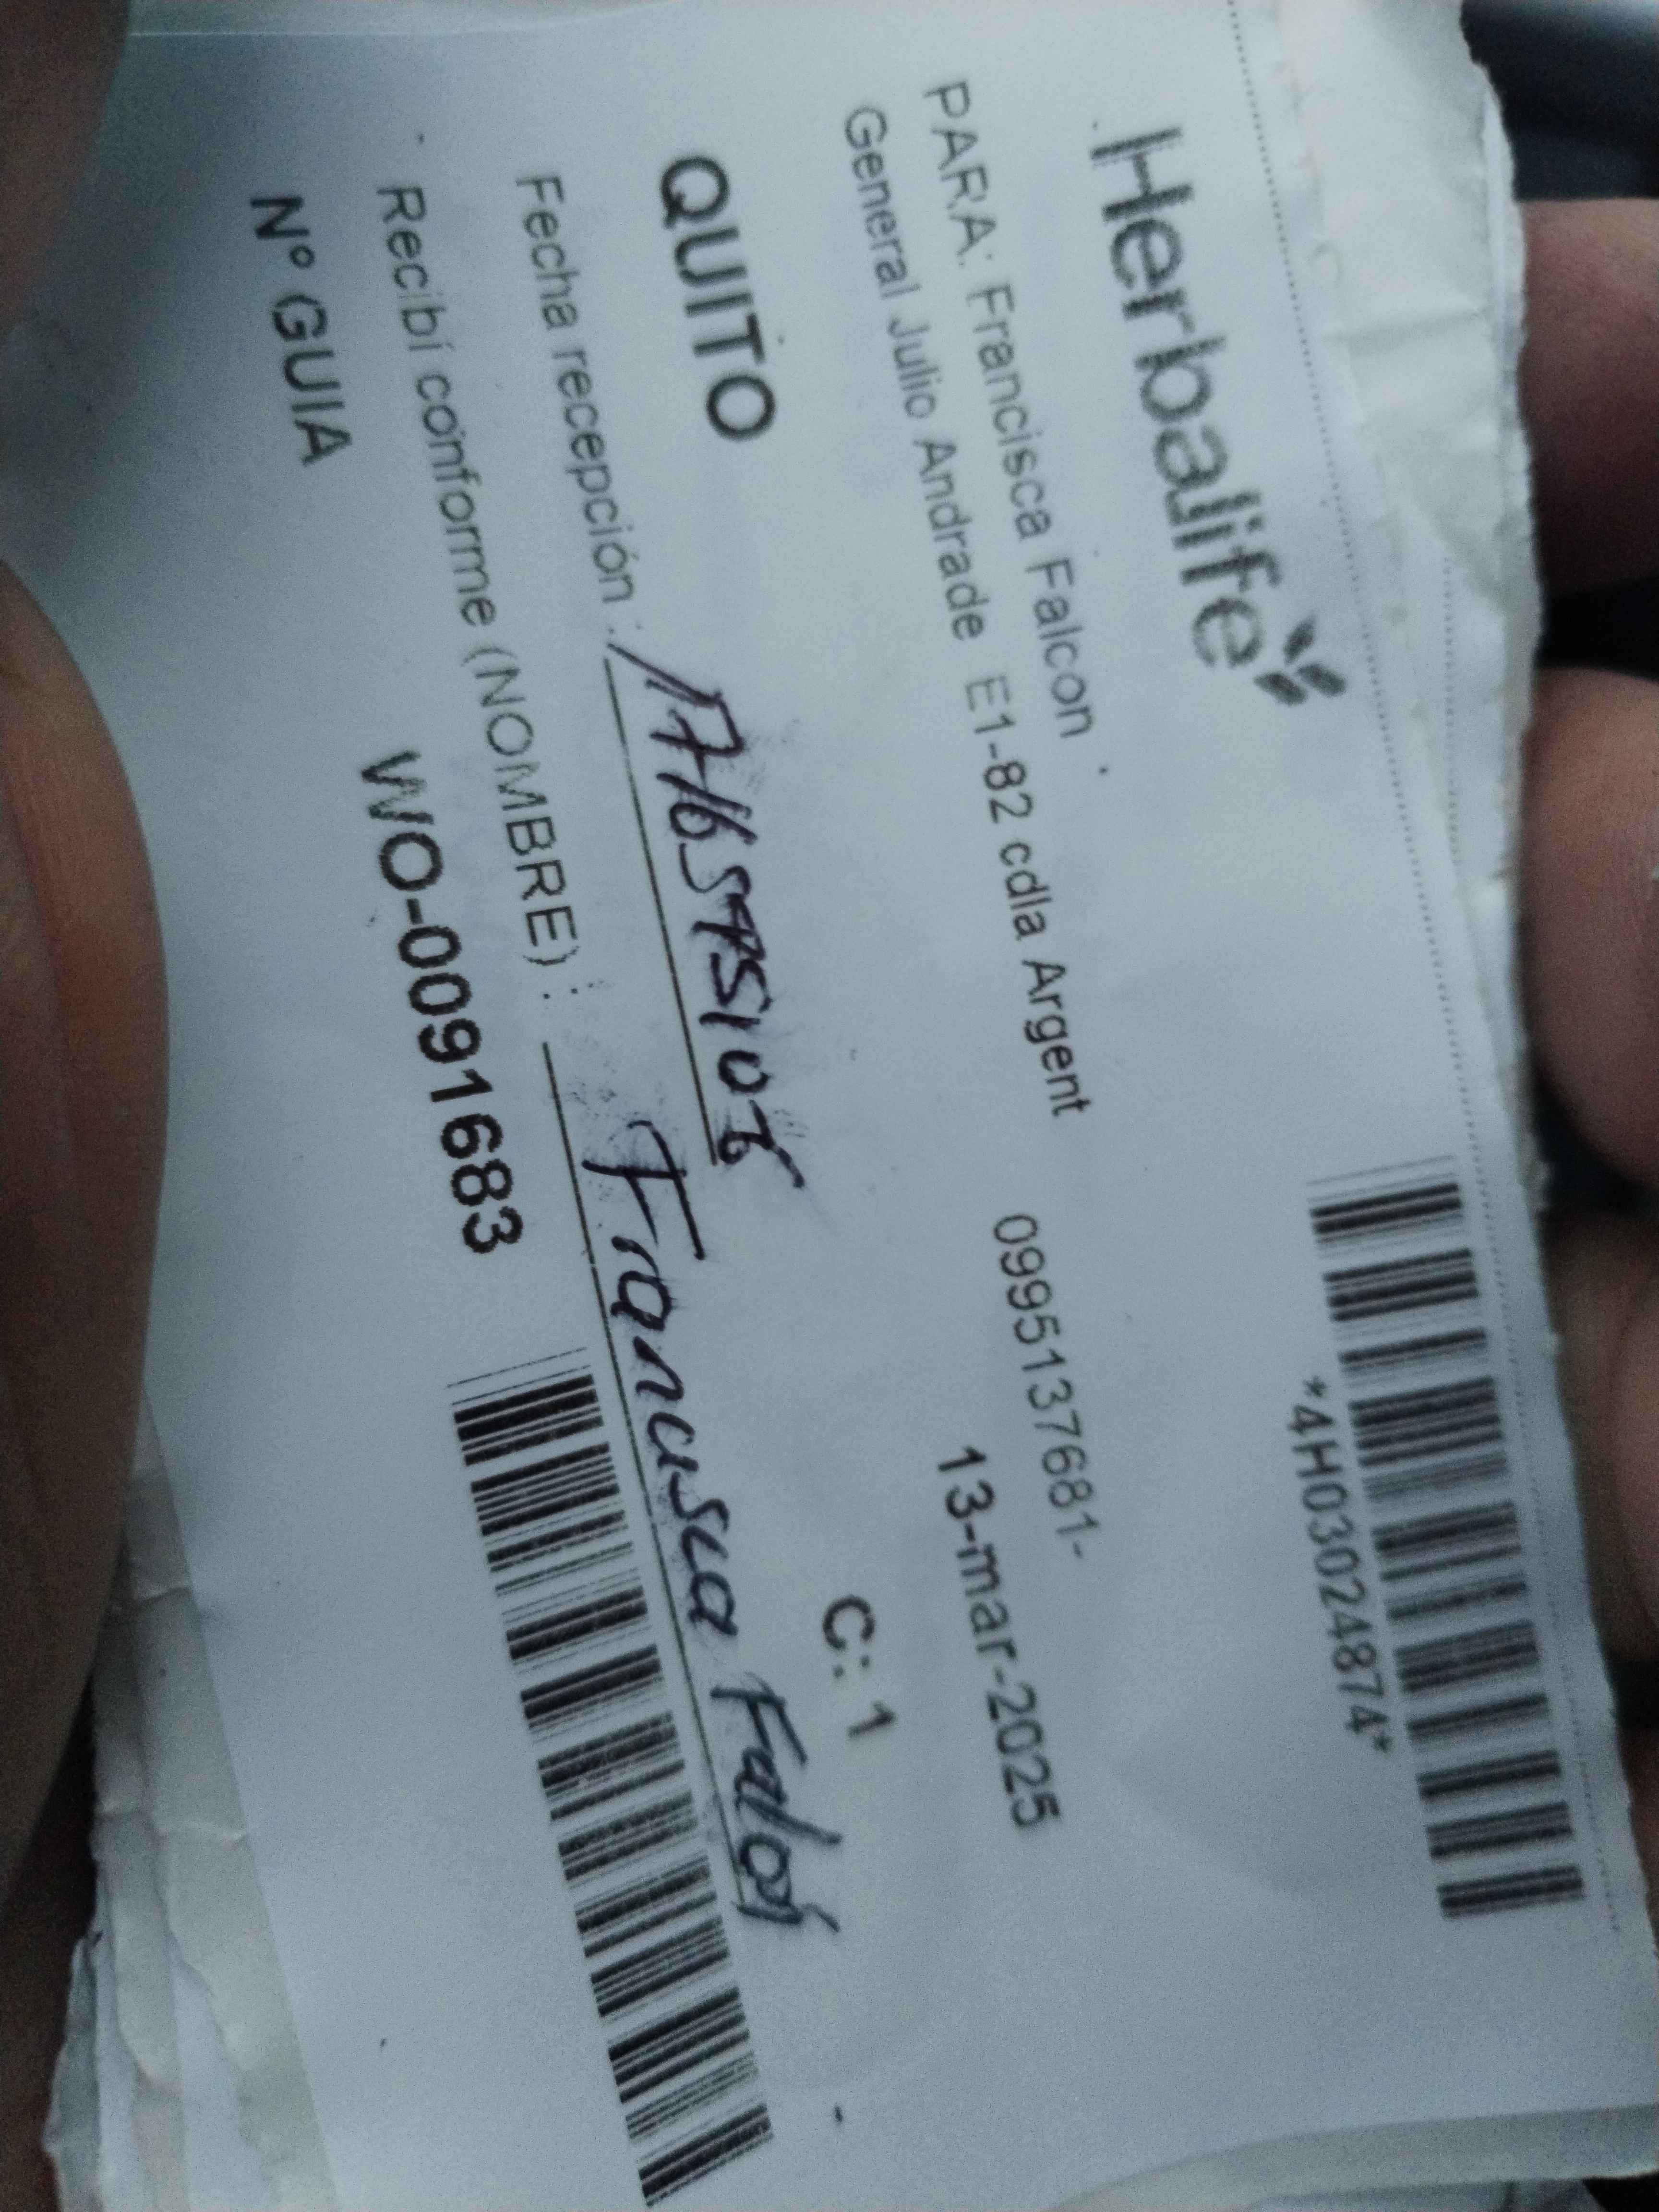 Herbalife
*4H03024874*
PARA: Francisca Falcon
0995137681-
General Julio Andrade E1-82 cdla Argent
13-mar-2025
QUITO
C: 1
Fecha recepción :
Recibí conforme (NOMBRE) : Francisca
Nº GUIA WO-0091683